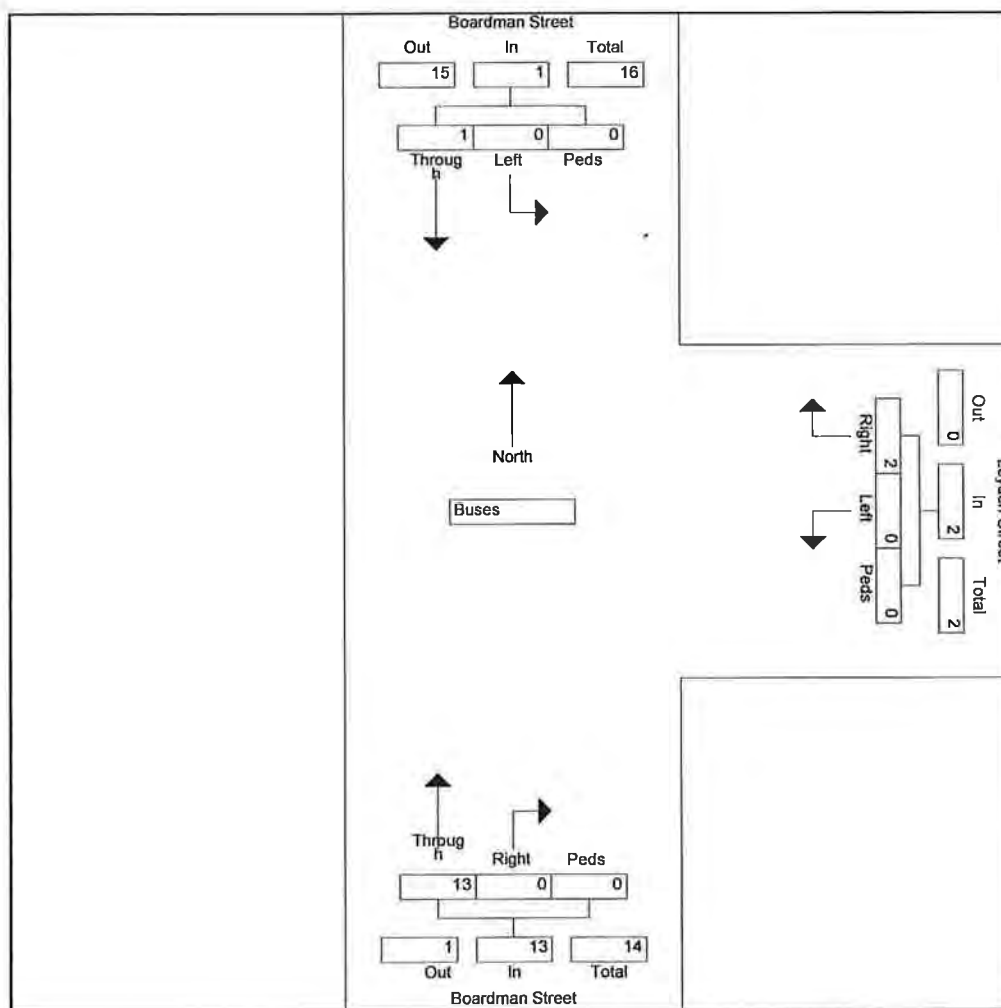 Boardman Street
Out In Total
15 1 16
1 0 0
Throug Left Peds
h
North
Buses
Out In Total
0 2 2
Right Left Peds
2 0 0
Street
Throug Right Peds
h
13 0 0
1 13 14
Out In Total
Boardman Street